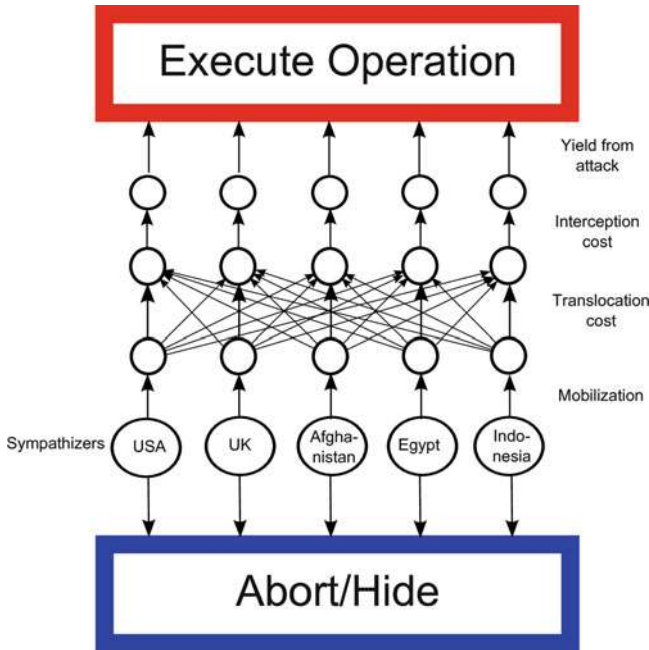 Execute Operation
Yield from
attack
Interception
cost
Translocation
cost
Mobilization
Sympathizers
USA
UK
Afgha-
nistan
Egypt
Indo-
nesia
Abort/Hide